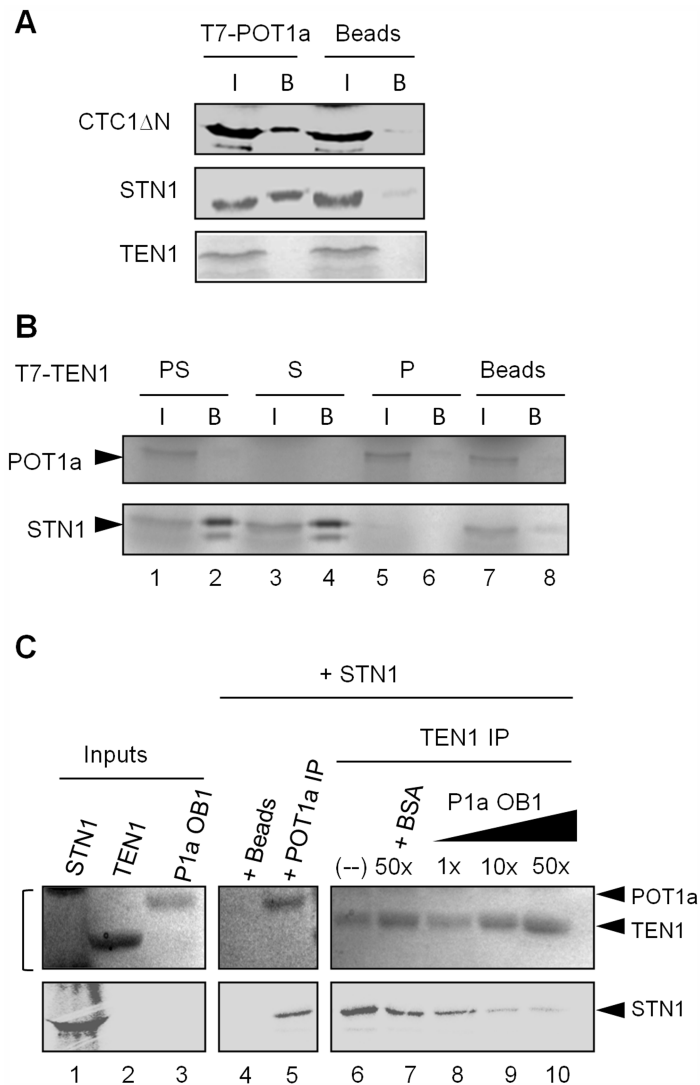 A
T7-POT1a Beads
I B I B
CTC1ΔN
STN1
TEN1
B
T7-TEN1 PS S P Beads
I B I B I B I B
POT1a
STN1
1 2 3 4 5 6 7 8
C
+ STN1
Inputs TEN1 IP
STN1 TEN1 P1a OB1 + Beads + POT1a IP + BSA P1a OB1
(--) 50x 1x 10x 50x
POT1a
TEN1
STN1
1 2 3 4 5 6 7 8 9 10